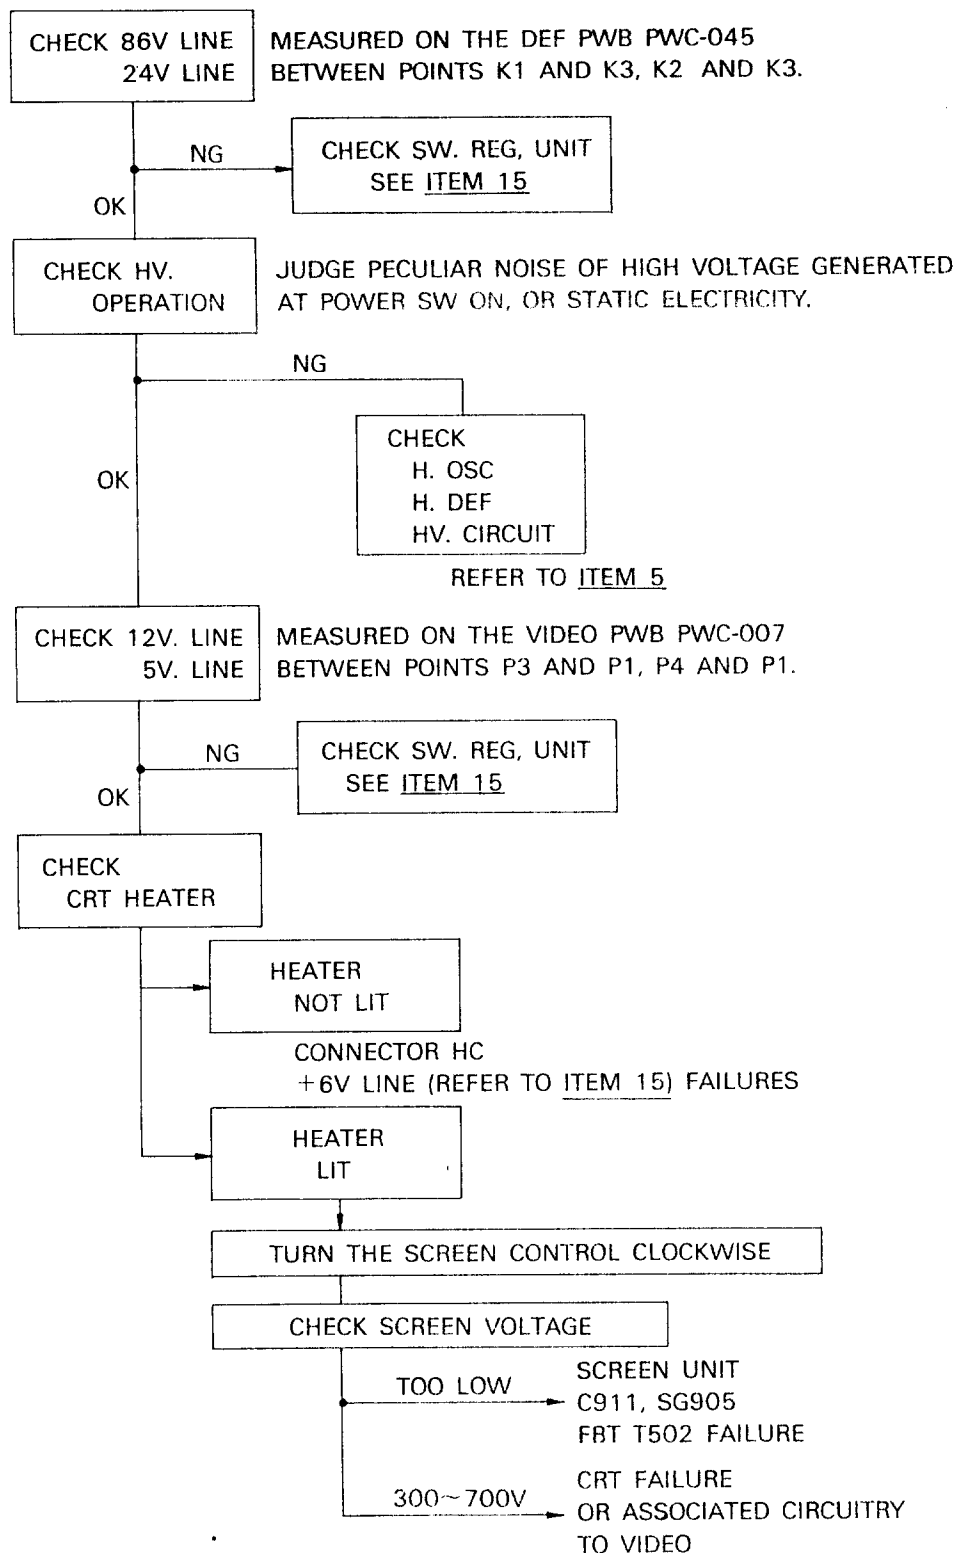 CHECK 86V LINE
24V LINE
MEASURED ON THE DEF PWB PWC-045
BETWEEN POINTS K1 AND K3, K2 AND K3.
NG
CHECK SW. REG, UNIT
SEE ITEM 15
OK
CHECK HV.
OPERATION
JUDGE PECULIAR NOISE OF HIGH VOLTAGE GENERATED
AT POWER SW ON, OR STATIC ELECTRICITY.
NG
CHECK
H. OSC
H. DEF
HV. CIRCUIT
OK
REFER TO ITEM 5
CHECK 12V. LINE
5V. LINE
MEASURED ON THE VIDEO PWB PWC-007
BETWEEN POINTS P3 AND P1, P4 AND P1.
NG
CHECK SW. REG, UNIT
SEE ITEM 15
OK
CHECK
CRT HEATER
HEATER
NOT LIT
CONNECTOR HC
+6V LINE (REFER TO ITEM 15) FAILURES
HEATER
LIT
TURN THE SCREEN CONTROL CLOCKWISE
CHECK SCREEN VOLTAGE
TOO LOW
SCREEN UNIT
C911, SG905
FBT T502 FAILURE
300~700V
CRT FAILURE
OR ASSOCIATED CIRCUITRY
TO VIDEO